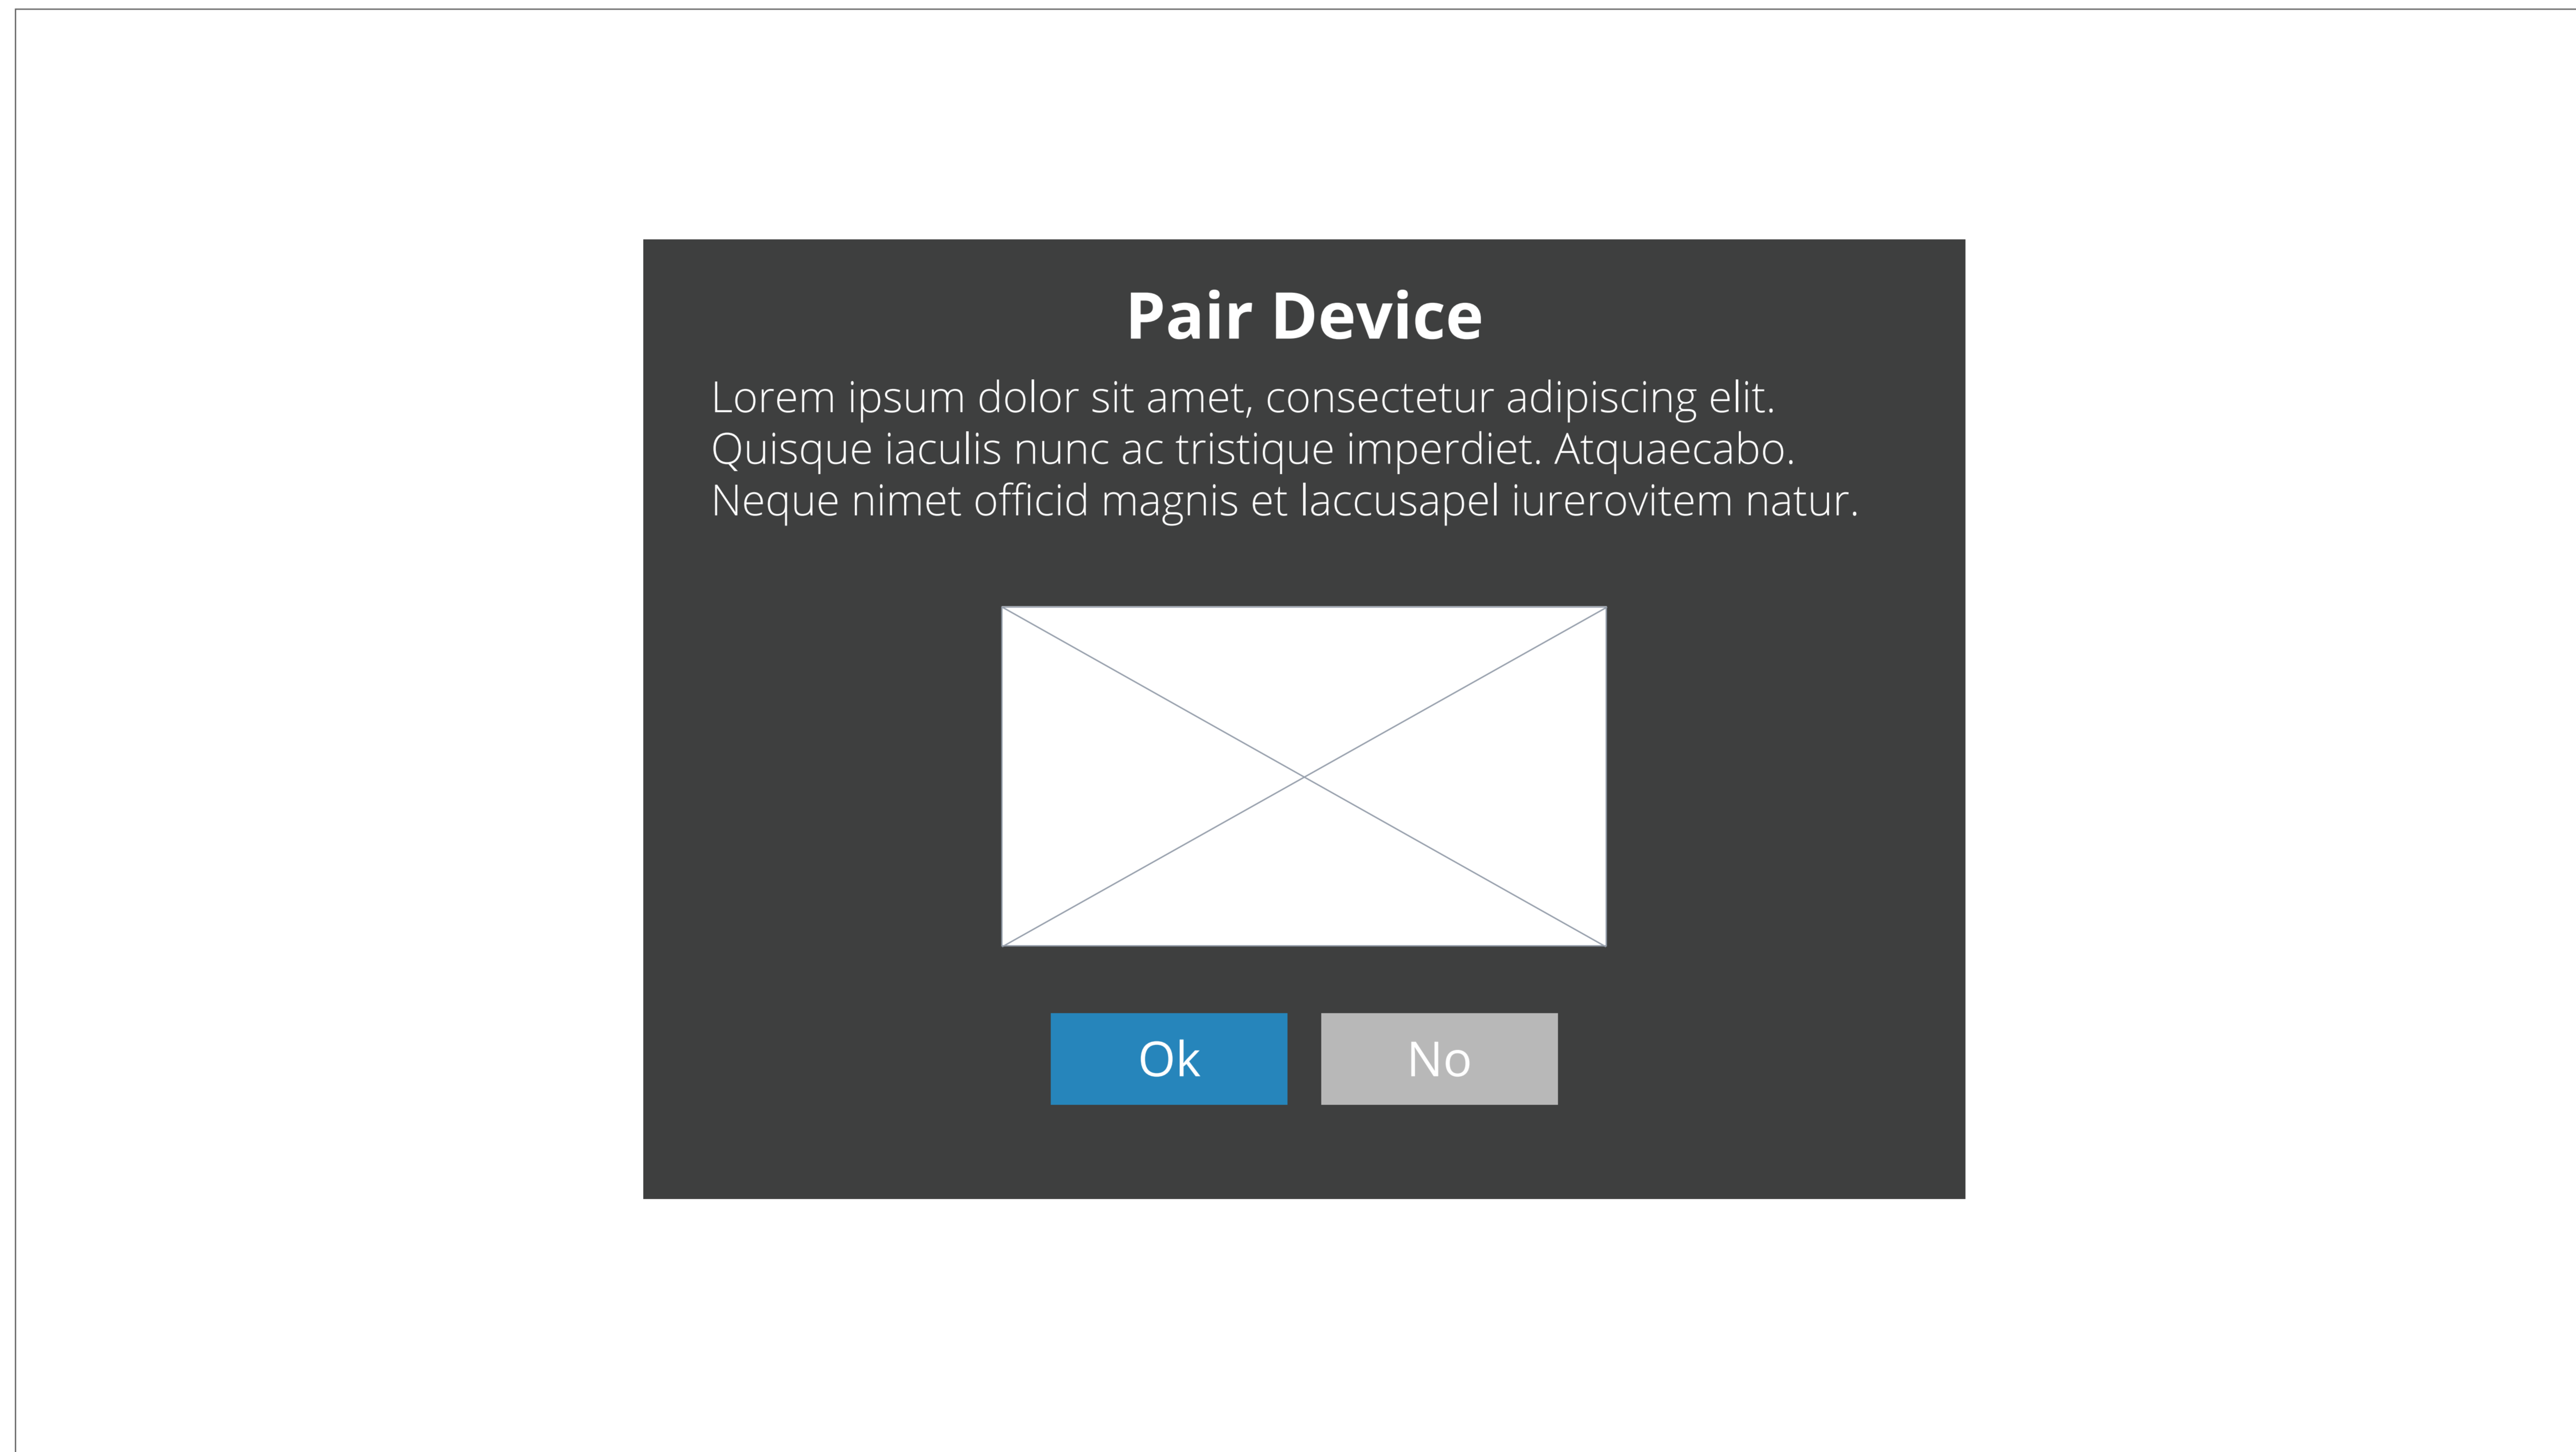 Pair Device
Lorem ipsum dolor sit amet, consectetur adipiscing elit.
Quisque iaculis nunc ac tristique imperdiet. Atquaecabo.
Neque nimet officid magnis et laccusapel iurerovitem natur.
Ok
No